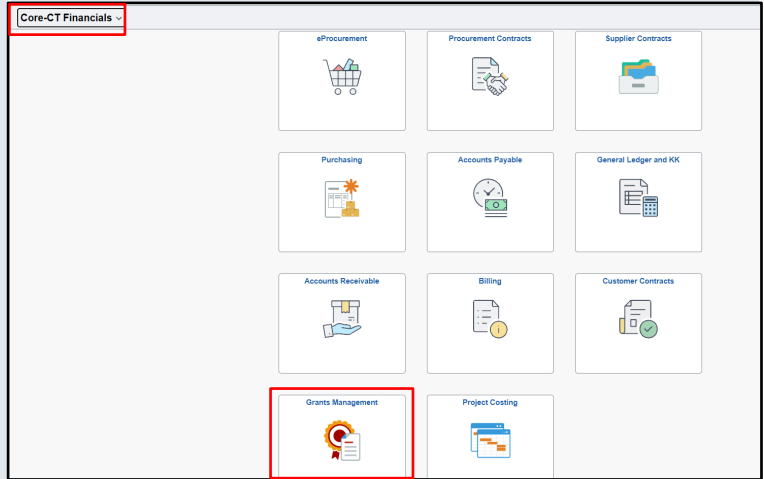 Core-CT Financials
eProcurement
Procurement Contracts
Supplier Contracts
Purchasing
Accounts Payable
General Ledger and KK
Accounts Receivable
Billing
Customer Contracts
Grants Management
Project Costing